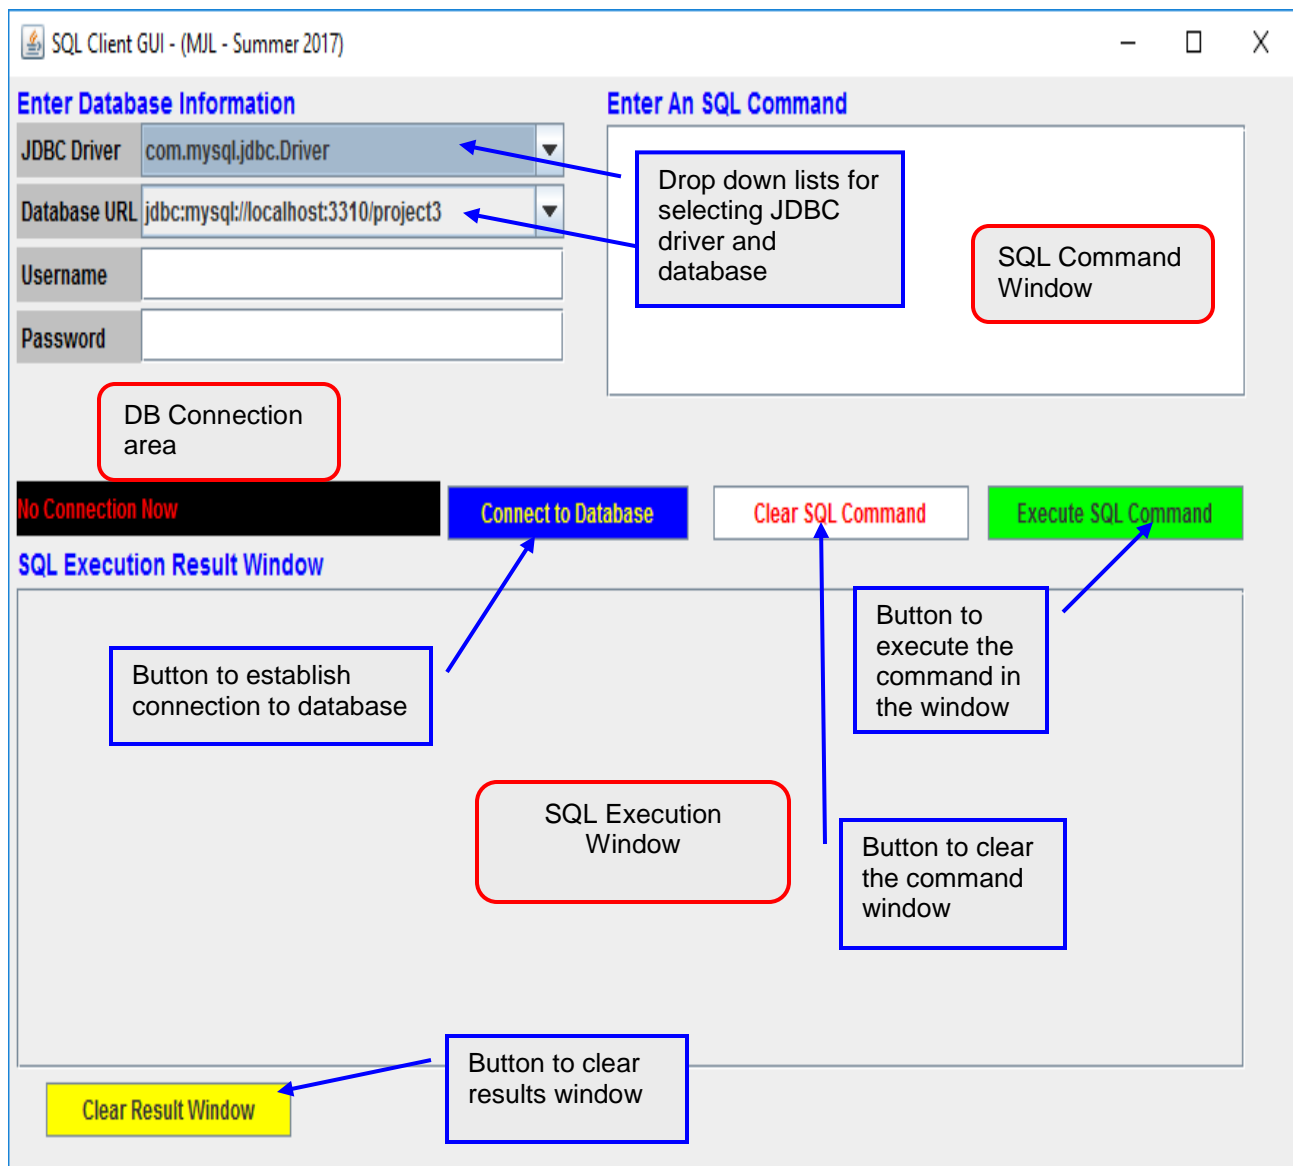 SQL Client GUI - (MJL - Summer 2017)
Enter Database Information
JDBC Driver
com.mysql.jdbc.Driver
Database URL
jdbc:mysql://localhost:3310/project3
Username
Password
Enter An SQL Command
Drop down lists for
selecting JDBC
driver and
database
SQL Command
Window
DB Connection
area
No Connection Now
Connect to Database
Clear SQL Command
Execute SQL Command
SQL Execution Result Window
Button to establish
connection to database
Button to
execute the
command in
the window
SQL Execution
Window
Button to clear
the command
window
Button to clear
results window
Clear Result Window